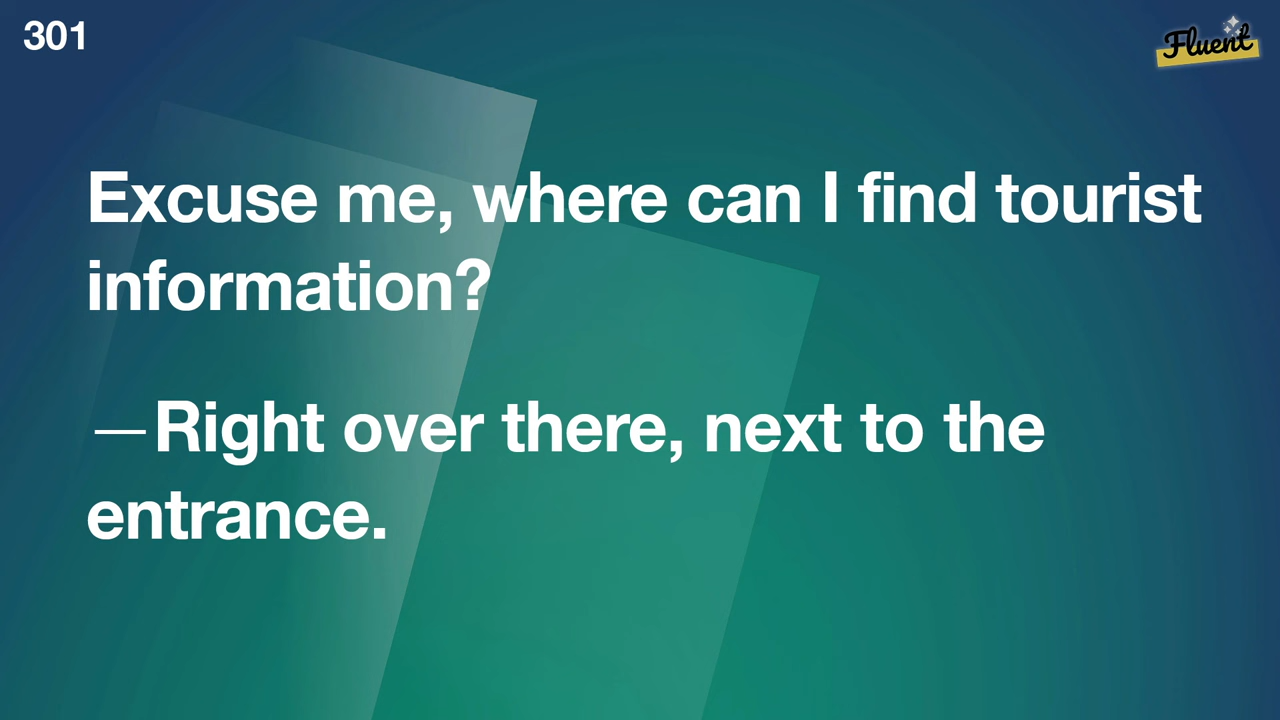 301
Fluent
Excuse me, where can I find tourist
information?
—Right over there, next to the
entrance.